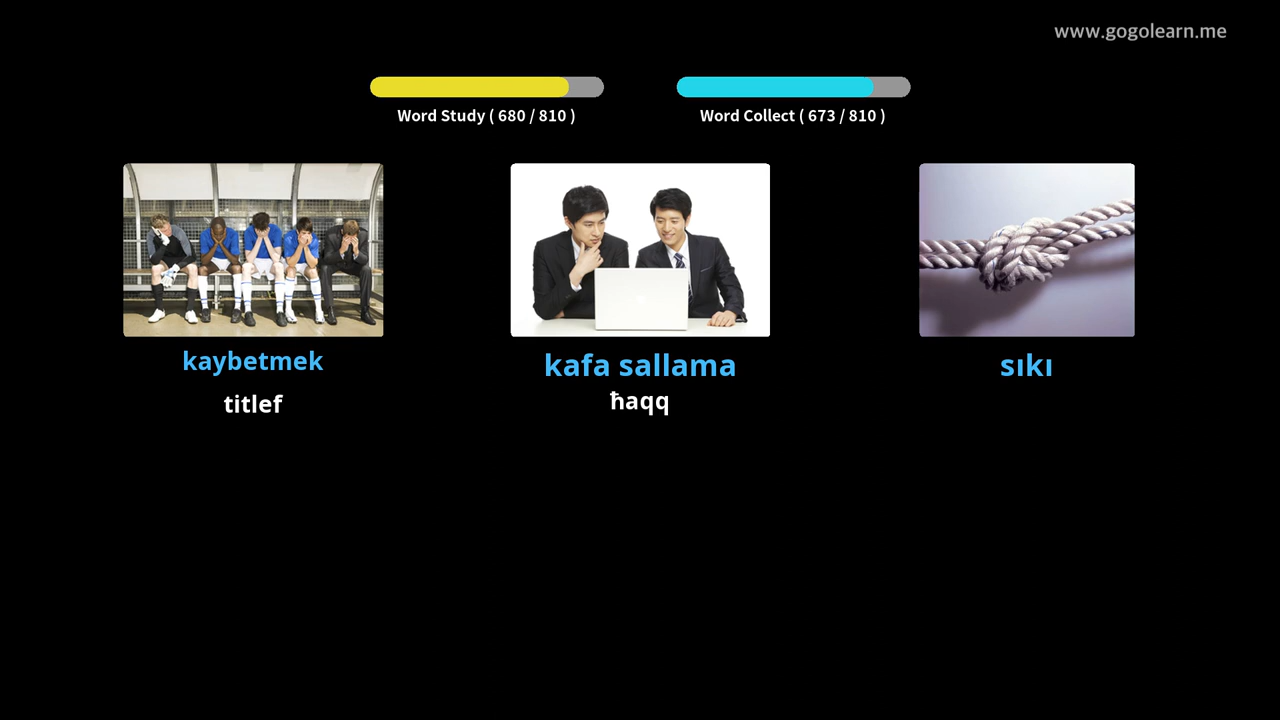 www.gogolearn.me
Word Study ( 680 / 810 )
Word Collect ( 673 / 810 )
kaybetmek
titlef
kafa sallama
ħaqq
sıkı